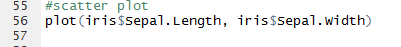 55 #scatter plot
56 plot(iris$Sepal.Length, iris$Sepal.Width)
57